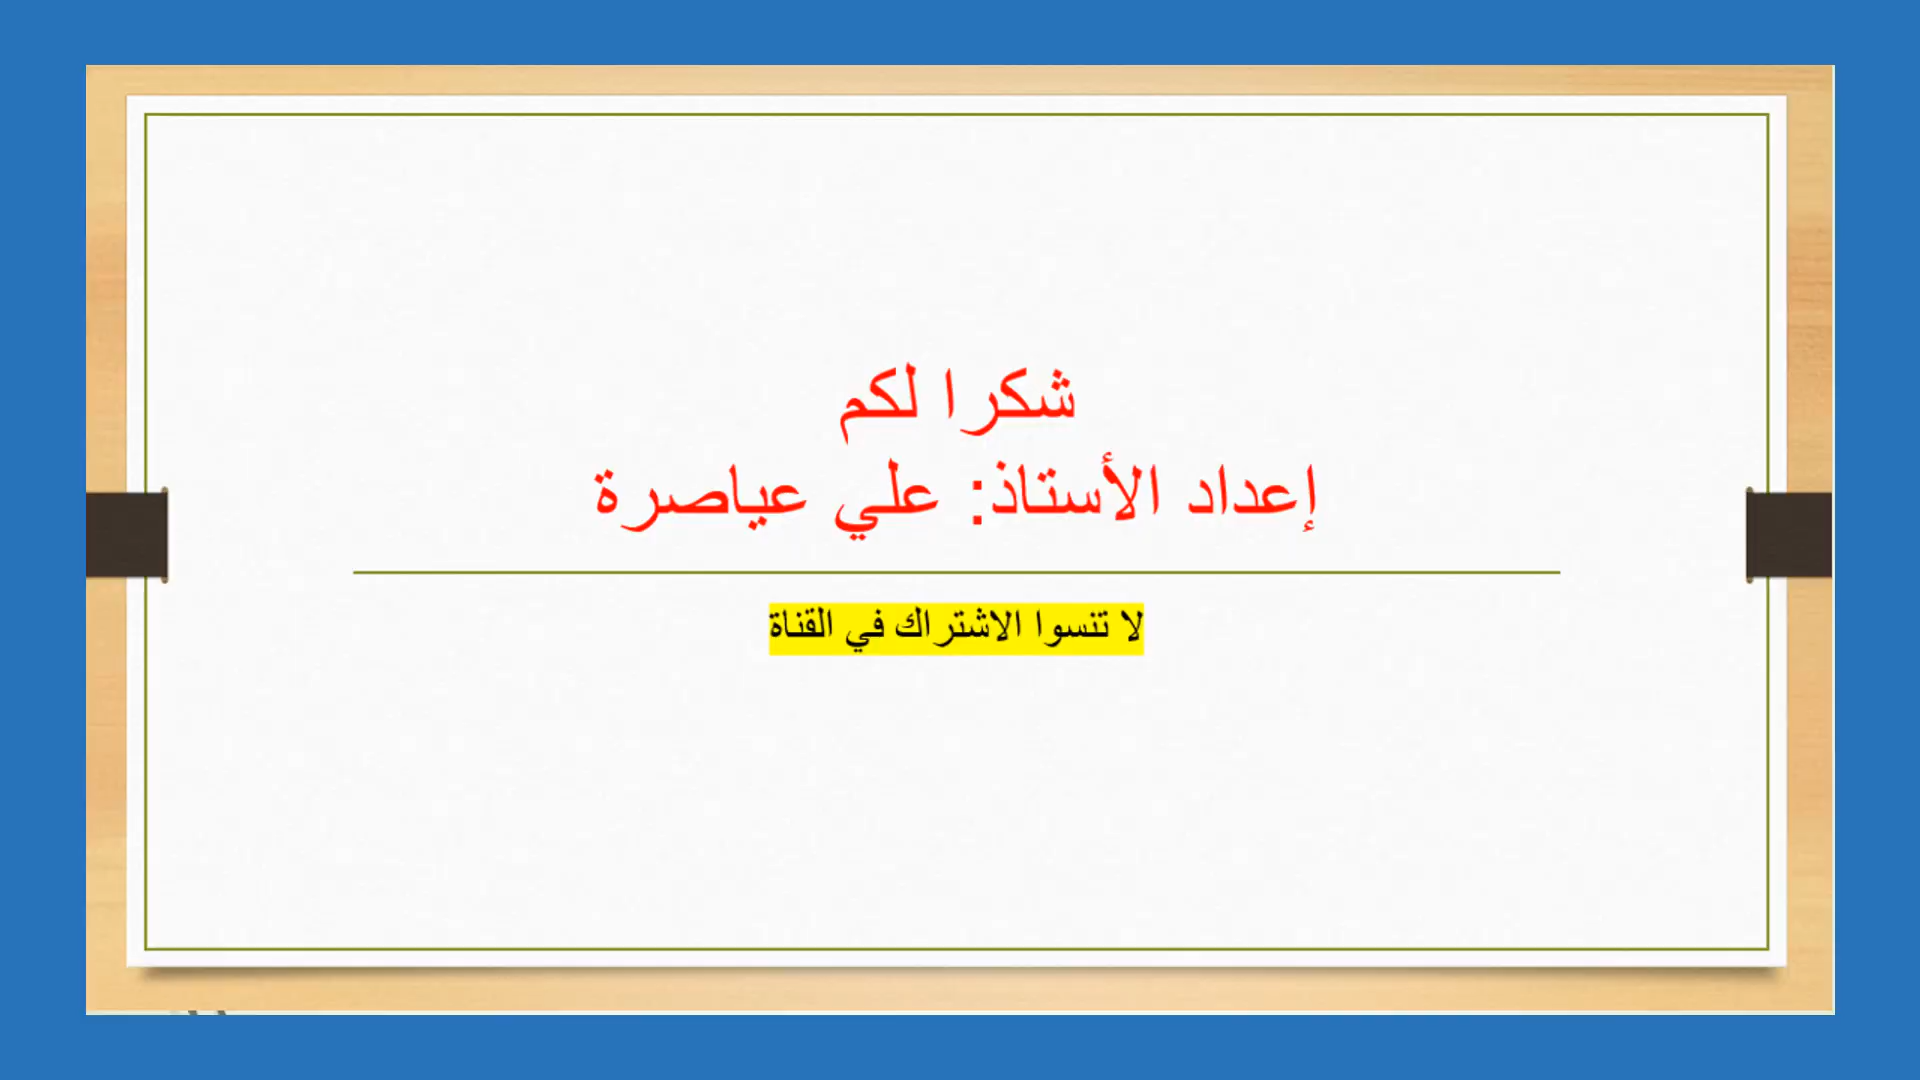 شكرا لكم
إعداد الأستاذ: علي عياصرة
لا تنسوا الاشتراك في القناة